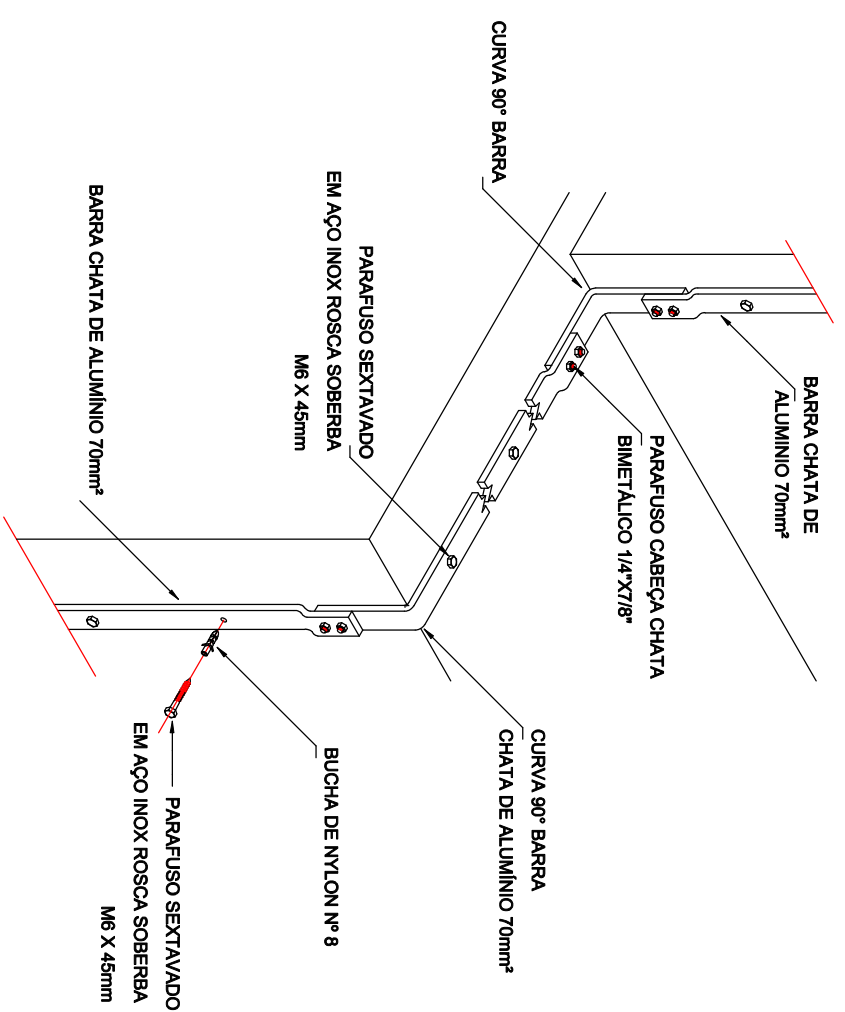 CURVA 90° BARRA
BARRA CHATA DE
ALUMINIO 70mm²
PARAFUSO CABEÇA CHATA
BIMETÁLICO 1/4"X7/8"
PARAFUSO SEXTAVADO
EM AÇO INOX ROSCA SOBERBA
M6 X 45mm
BARRA CHATA DE ALUMÍNIO 70mm²
CURVA 90° BARRA
CHATA DE ALUMÍNIO 70mm²
BUCHA DE NYLON Nº 8
PARAFUSO SEXTAVADO
EM AÇO INOX ROSCA SOBERBA
M6 X 45mm